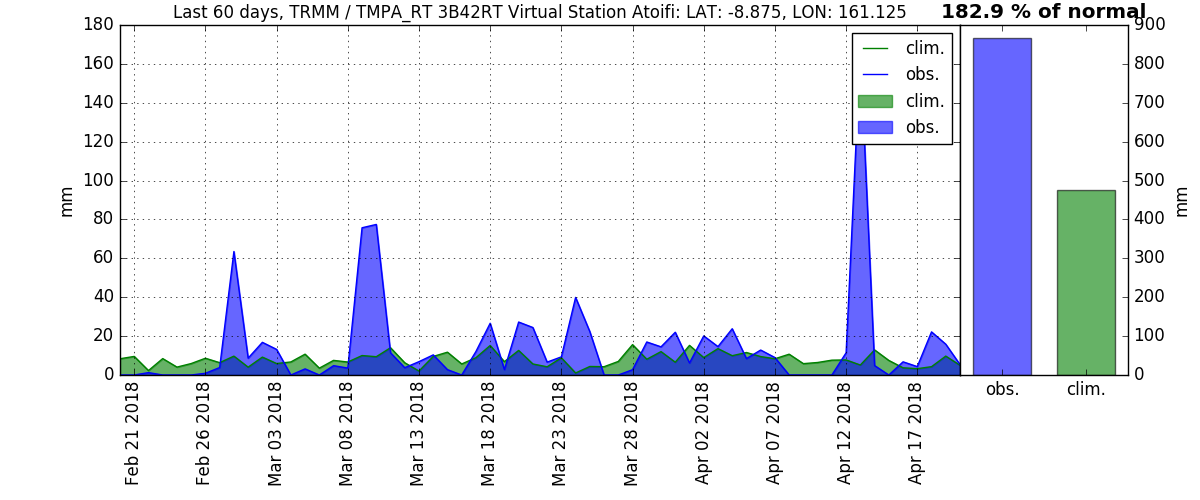 Last 60 days, TRMM / TMPA_RT 3B42RT Virtual Station Atoifi: LAT: -8.875, LON: 161.125
182.9 % of normal
180
160
140
120
100
80
60
40
20
0
mm
clim.
obs.
clim.
obs.
900
800
700
600
500
400
300
200
100
0
mm
Feb 21 2018
Feb 26 2018
Mar 03 2018
Mar 08 2018
Mar 13 2018
Mar 18 2018
Mar 23 2018
Mar 28 2018
Apr 02 2018
Apr 07 2018
Apr 12 2018
Apr 17 2018
obs.
clim.